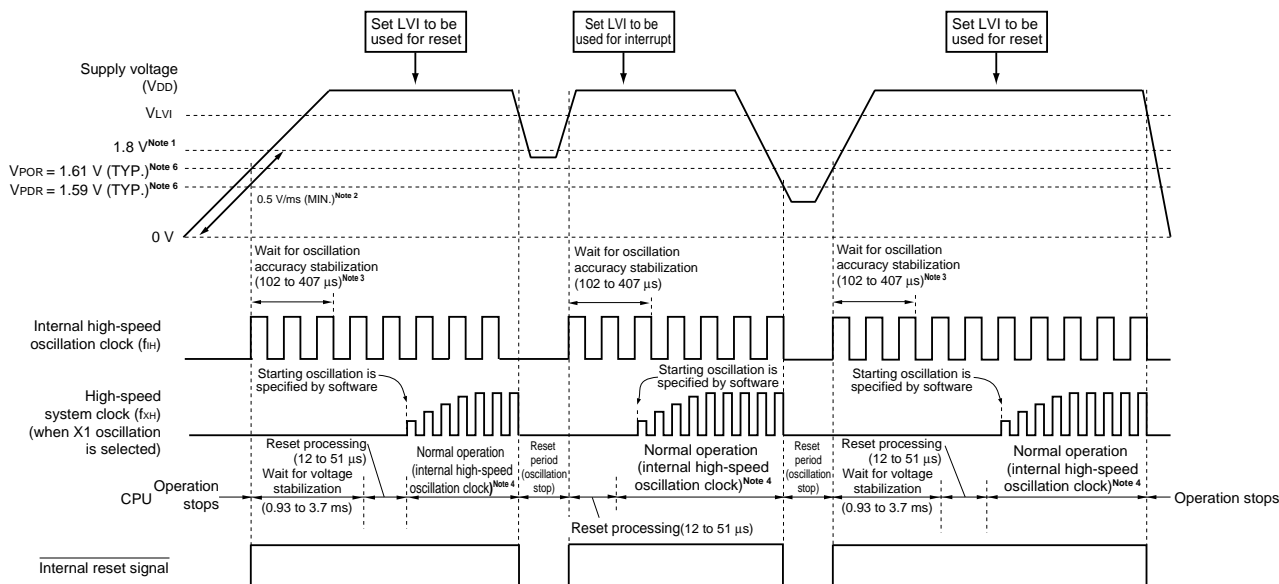 Set LVI to be
used for reset
Set LVI to be
used for interrupt
Set LVI to be
used for reset
Supply voltage
(VDD)
VLVI
1.8 V Note 1
VPOR = 1.61 V (TYP.) Note 6
VPDR = 1.59 V (TYP.) Note 6
0.5 V/ms (MIN.) Note 2
0 V
Wait for oscillation
accuracy stabilization
(102 to 407 μs) Note 3
Wait for oscillation
accuracy stabilization
(102 to 407 μs)
Wait for oscillation
accuracy stabilization
(102 to 407 μs) Note 3
Internal high-speed
oscillation clock (fIH)
Starting oscillation is
specified by software
Starting oscillation is
specified by software
Starting oscillation is
specified by software
High-speed
system clock (fXH)
(when X1 oscillation
is selected)
Reset processing
(12 to 51 μs)
Wait for voltage
stabilization
(0.93 to 3.7 ms)
Normal operation
(internal high-speed
oscillation clock) Note 4
Reset
period
(oscillation
stop)
Normal operation
(internal high-speed
oscillation clock) Note 4
Reset
period
(oscillation
stop)
Reset processing
(12 to 51 μs)
Wait for voltage
stabilization
(0.93 to 3.7 ms)
Normal operation
(internal high-speed
oscillation clock) Note 4
CPU
Operation
stops
Operation stops
Reset processing (12 to 51 μs)
Internal reset signal